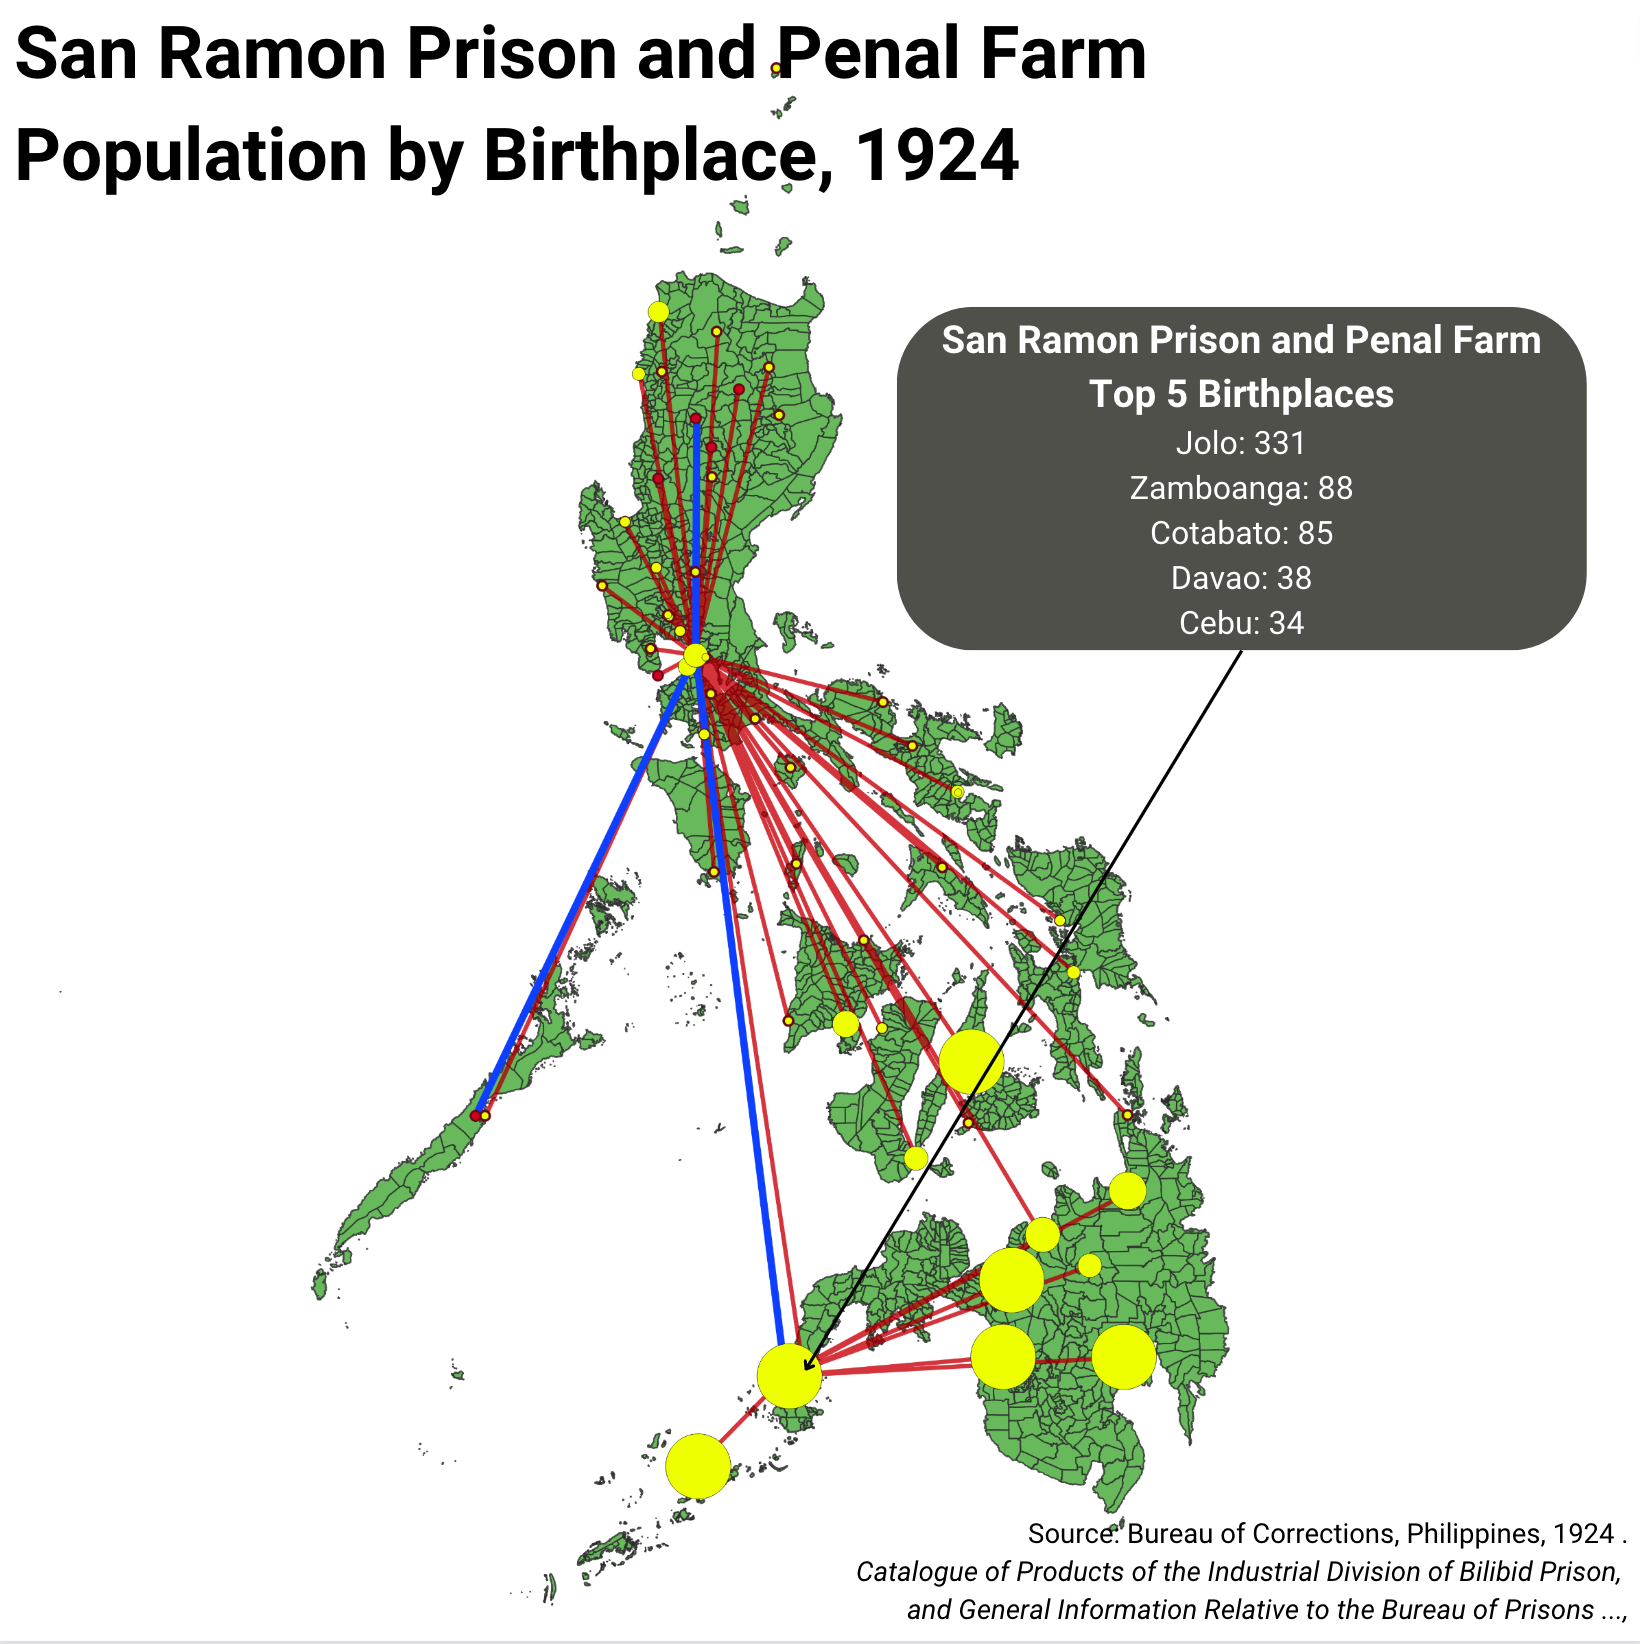 San Ramon Prison and Penal Farm
Population by Birthplace, 1924
San Ramon Prison and Penal Farm
Top 5 Birthplaces
Jolo: 331
Zamboanga: 88
Cotabato: 85
Davao: 38
Cebu: 34
Source: Bureau of Corrections, Philippines, 1924 .
Catalogue of Products of the Industrial Division of Bilibid Prison,
and General Information Relative to the Bureau of Prisons ...,